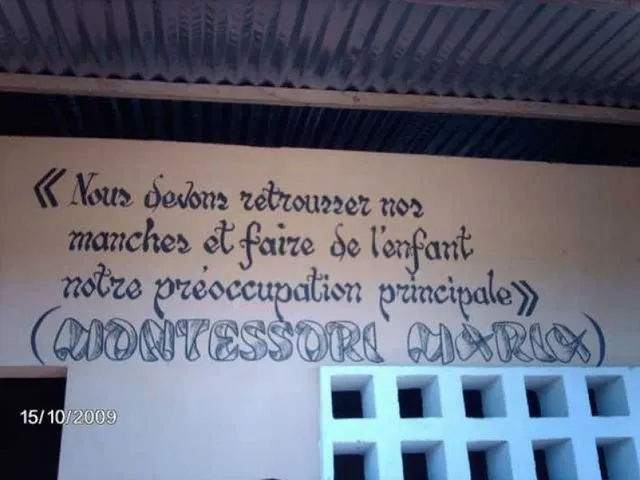 « Nous devons retrousser nos
manches et faire de l'enfant
notre préoccupation principale»
(MONTESSORI MARIA)
15/10/2009